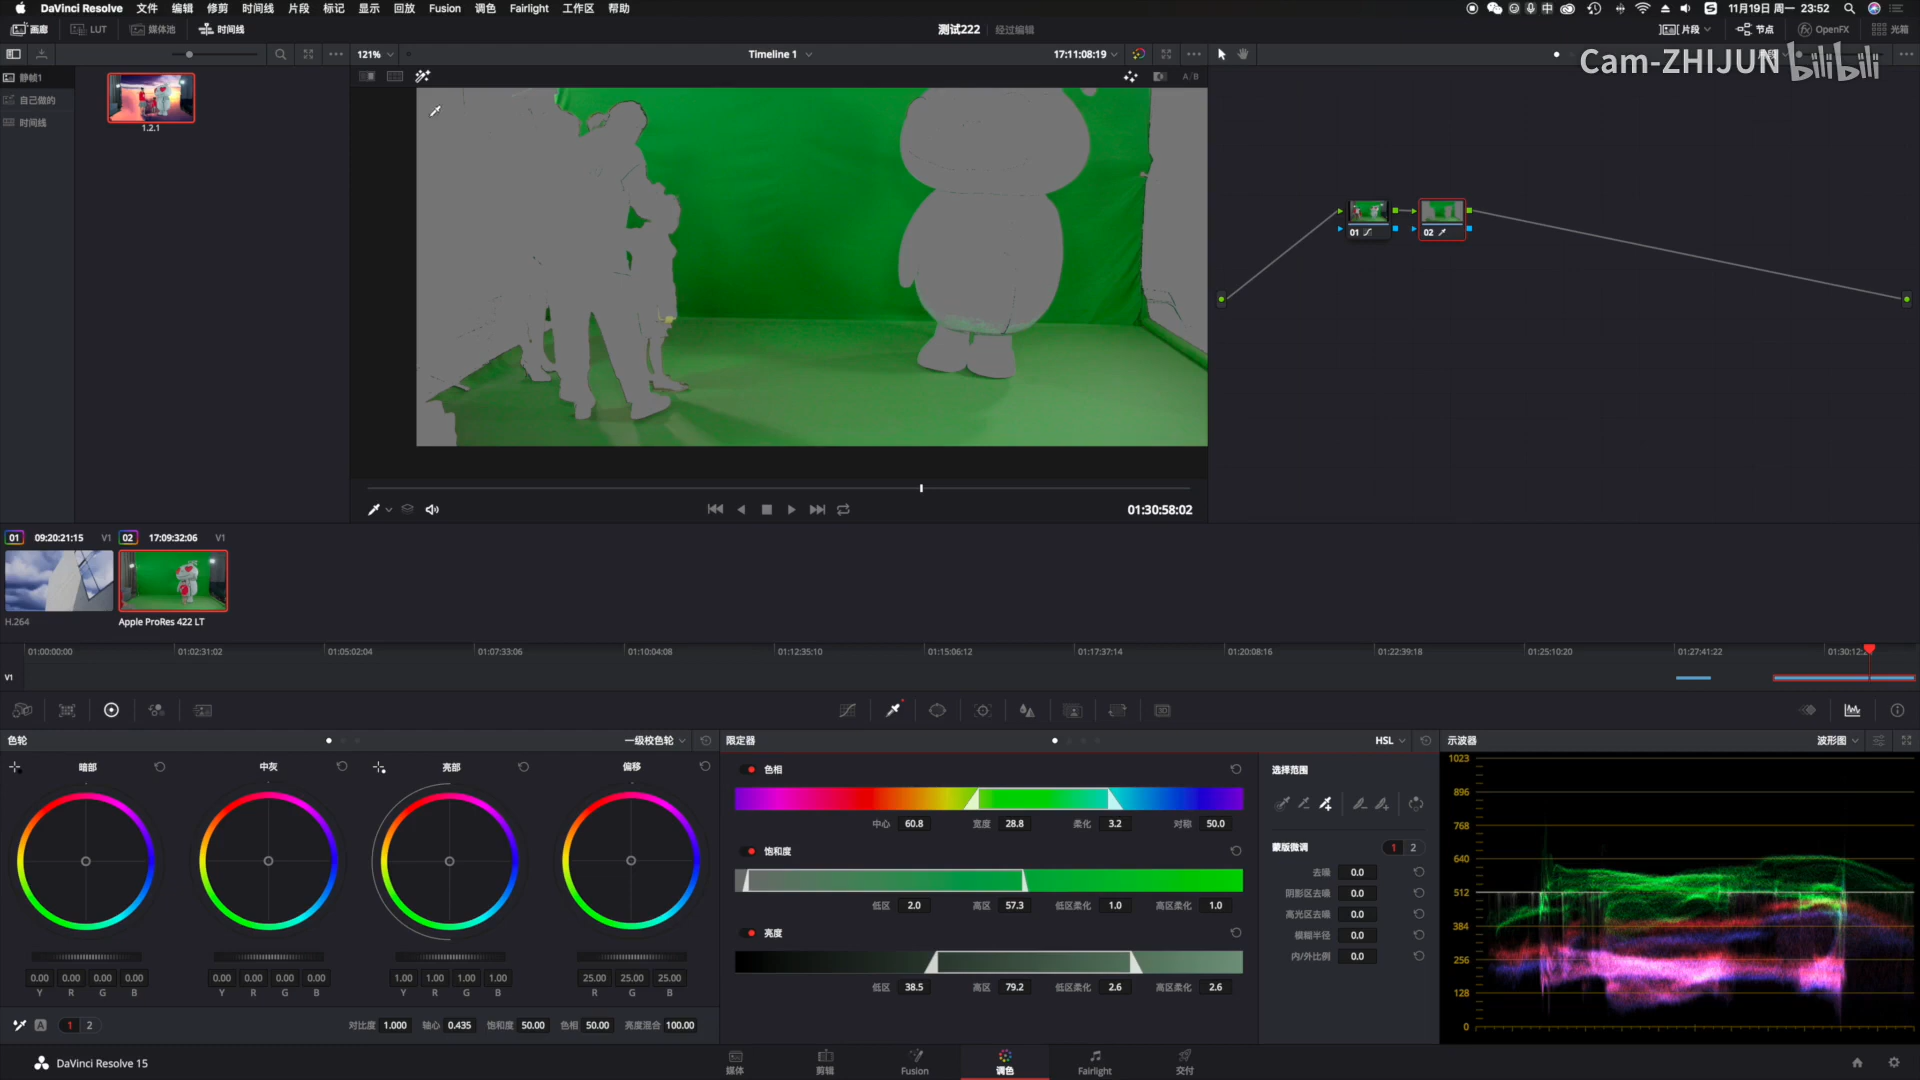 DaVinci Resolve 文件 编辑 修剪 时间线 片段 标记 显示 回放 Fusion 调色 Fairlight 工作区 帮助
中 11月19日 周一 23:52
画廊 LUT 媒体池 时间线
测试222 经过编辑
片段 节点 OpenFX 光箱
121% Timeline 1 17:11:08:19
Cam-ZHIJUN bilibili
静帧1
自己做的
时间线
1.2.1
A/B
01 02
01:30:58:02
01 09:20:21:15 V1 02 17:09:32:06 V1
H.264 Apple ProRes 422 LT
01:00:00:00 01:02:31:02 01:05:02:04 01:07:33:06 01:10:04:08 01:12:35:10 01:15:06:12 01:17:37:14 01:20:08:16 01:22:39:18 01:25:10:20 01:27:41:22 01:30:12:
V1
3D
色轮 一级校色轮
暗部 中灰 亮部 偏移
0.00 0.00 0.00 0.00 0.00 0.00 0.00 0.00 1.00 1.00 1.00 1.00 25.00 25.00 25.00
Y R G B Y R G B Y R G B R G B
A 1 2 对比度 1.000 轴心 0.435 饱和度 50.00 色相 50.00 亮度混合 100.00
限定器 HSL
色相
中心 60.8 宽度 28.8 柔化 3.2 对称 50.0
饱和度
低区 2.0 高区 57.3 低区柔化 1.0 高区柔化 1.0
亮度
低区 38.5 高区 79.2 低区柔化 2.6 高区柔化 2.6
选择范围
蒙版微调 1 2
去噪 0.0
阴影区去噪 0.0
高光区去噪 0.0
模糊半径 0.0
内/外比例 0.0
示波器 波形图
1023
896
768
640
512
384
256
128
0
DaVinci Resolve 15
媒体 剪辑 Fusion 调色 Fairlight 交付